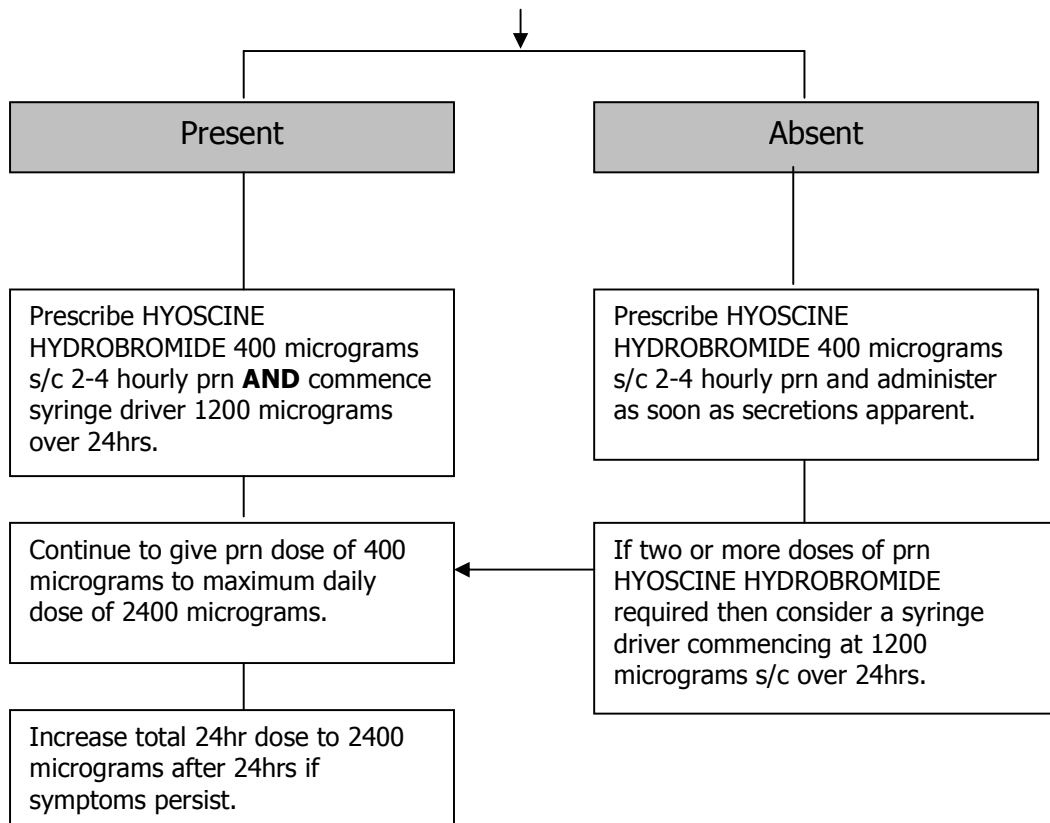 Present
Absent
Prescribe HYOSCINE
HYDROBROMIDE 400 micrograms
s/c 2-4 hourly prn AND commence
syringe driver 1200 micrograms
over 24hrs.
Prescribe HYOSCINE
HYDROBROMIDE 400 micrograms
s/c 2-4 hourly prn and administer
as soon as secretions apparent.
Continue to give prn dose of 400
micrograms to maximum daily
dose of 2400 micrograms.
If two or more doses of prn
HYOSCINE HYDROBROMIDE
required then consider a syringe
driver commencing at 1200
micrograms s/c over 24hrs.
Increase total 24hr dose to 2400
micrograms after 24hrs if
symptoms persist.